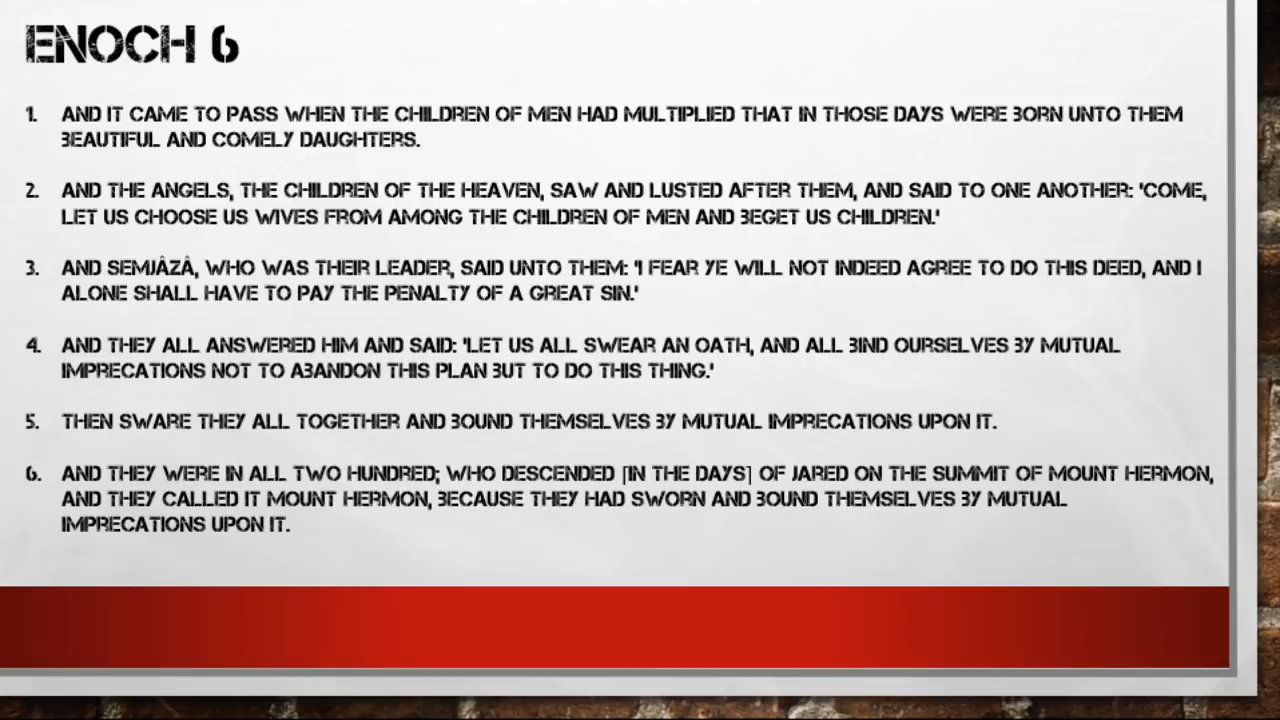 ENOCH 6
1. AND IT CAME TO PASS WHEN THE CHILDREN OF MEN HAD MULTIPLIED THAT IN THOSE DAYS WERE BORN UNTO THEM
BEAUTIFUL AND COMELY DAUGHTERS.
2. AND THE ANGELS, THE CHILDREN OF THE HEAVEN, SAW AND LUSTED AFTER THEM, AND SAID TO ONE ANOTHER: 'COME,
LET US CHOOSE US WIVES FROM AMONG THE CHILDREN OF MEN AND BEGET US CHILDREN.'
3. AND SEMJÂZÂ, WHO WAS THEIR LEADER, SAID UNTO THEM: 'I FEAR YE WILL NOT INDEED AGREE TO DO THIS DEED, AND I
ALONE SHALL HAVE TO PAY THE PENALTY OF A GREAT SIN.'
4. AND THEY ALL ANSWERED HIM AND SAID: 'LET US ALL SWEAR AN OATH, AND ALL BIND OURSELVES BY MUTUAL
IMPRECATIONS NOT TO ABANDON THIS PLAN BUT TO DO THIS THING.'
5. THEN SWARE THEY ALL TOGETHER AND BOUND THEMSELVES BY MUTUAL IMPRECATIONS UPON IT.
6. AND THEY WERE IN ALL TWO HUNDRED; WHO DESCENDED [IN THE DAYS] OF JARED ON THE SUMMIT OF MOUNT HERMON,
AND THEY CALLED IT MOUNT HERMON, BECAUSE THEY HAD SWORN AND BOUND THEMSELVES BY MUTUAL
IMPRECATIONS UPON IT.